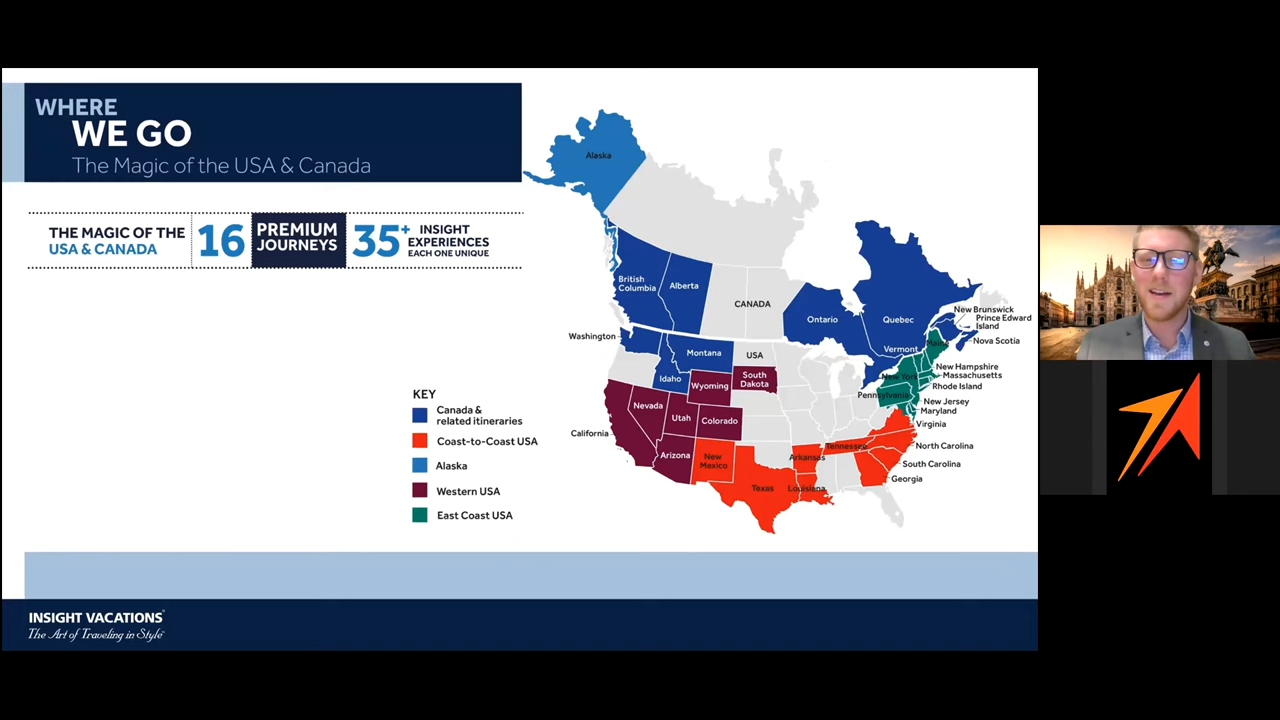 WHERE
WE GO
The Magic of the USA & Canada
THE MAGIC OF THE
USA & CANADA
16
PREMIUM
JOURNEYS
35+
INSIGHT
EXPERIENCES
EACH ONE UNIQUE
Alaska
British
Columbia
Alberta
CANADA
Ontario
Quebec
New Brunswick
Prince Edward
Island
Nova Scotia
Maine
Vermont
Washington
Montana
USA
Idaho
Wyoming
South
Dakota
New York
New Hampshire
Massachusetts
Rhode Island
Pennsylvania
New Jersey
Maryland
Virginia
Nevada
Utah
Colorado
California
Arizona
New
Mexico
Texas
Arkansas
Louisiana
Tennessee
North Carolina
South Carolina
Georgia
KEY
Canada &
related itineraries
Coast-to-Coast USA
Alaska
Western USA
East Coast USA
INSIGHT VACATIONS®
The Art of Traveling in Style™